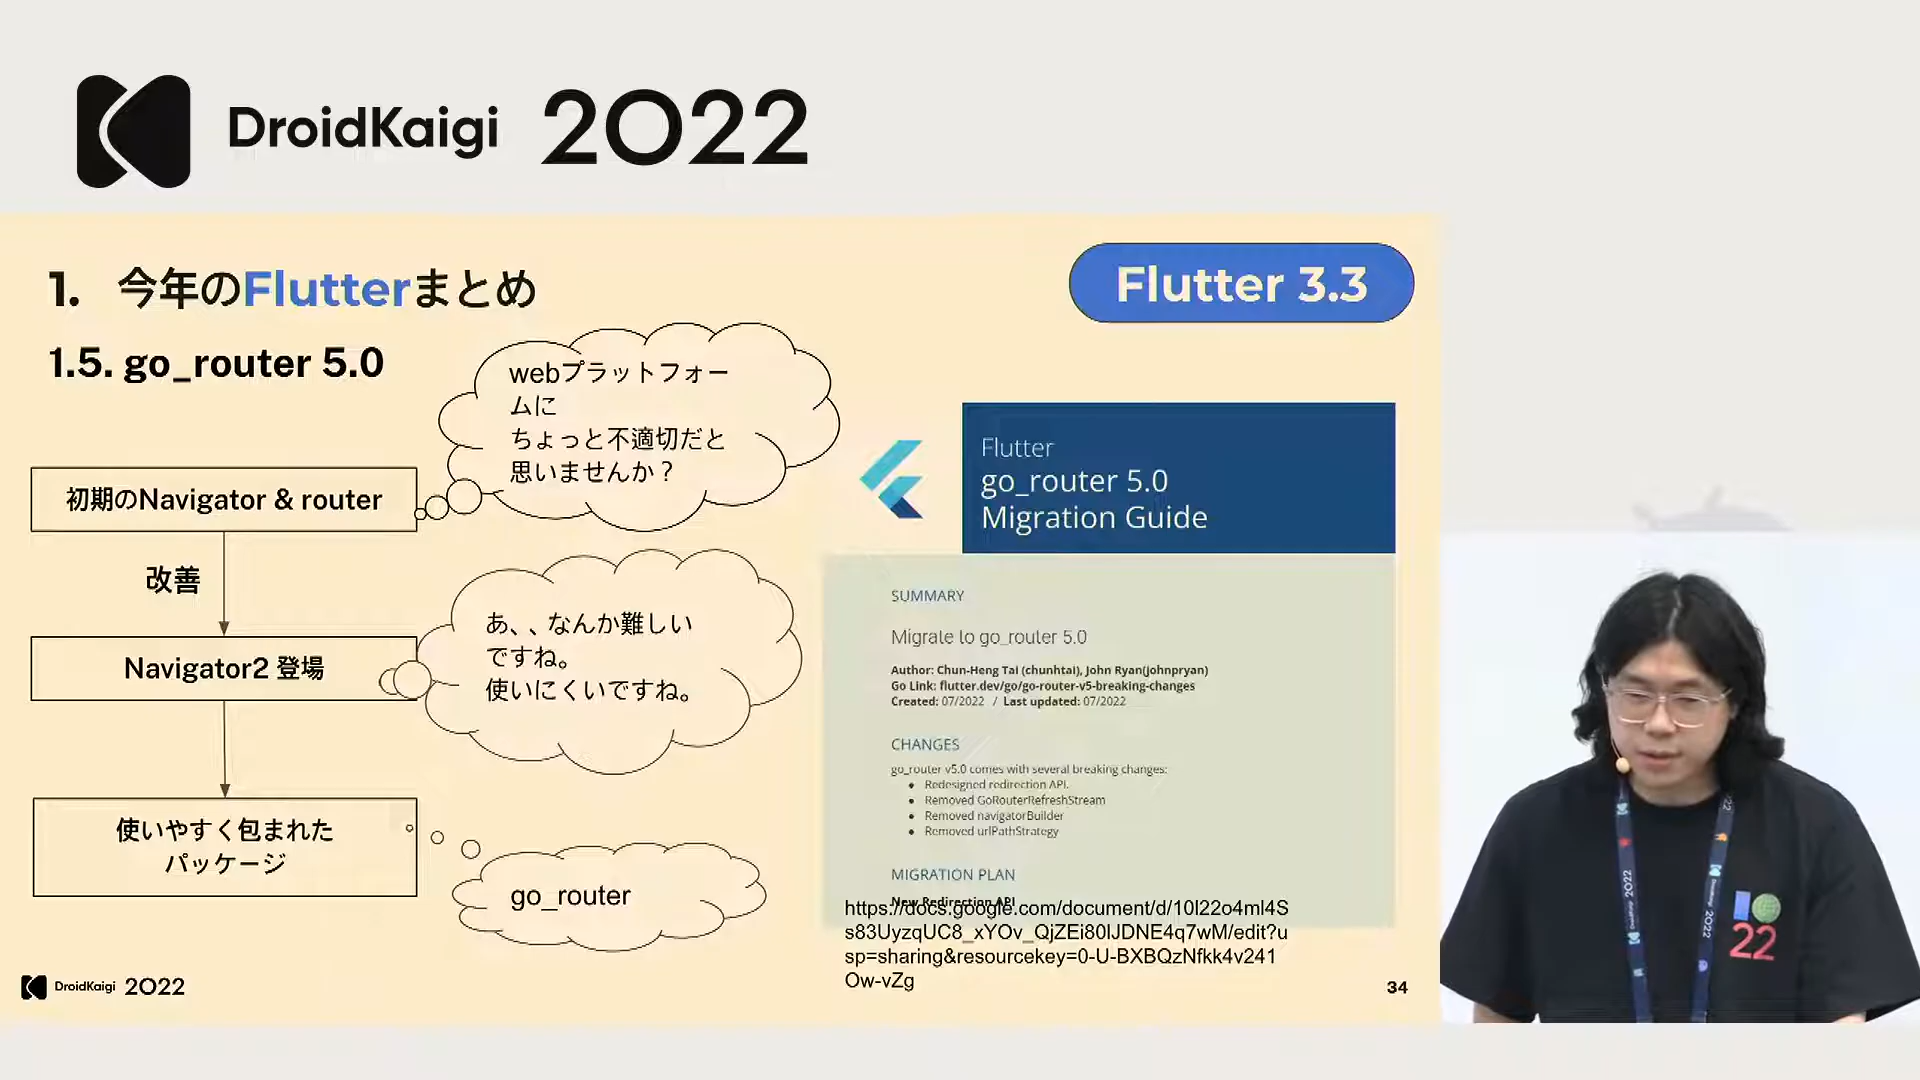 DroidKaigi 2022
1. 今年のFlutterまとめ
Flutter 3.3
1.5. go_router 5.0
webプラットフォー
ムに
ちょっと不適切だと
思いませんか？
初期のNavigator & router
改善
あ、、なんか難しい
ですね。
使いにくいですね。
Navigator2 登場
使いやすく包まれた
パッケージ
go_router
Flutter
go_router 5.0
Migration Guide
SUMMARY
Migrate to go_router 5.0
Author: Chun-Heng Tai (chunhtai), John Ryan(johnpryan)
Go Link: flutter.dev/go/go-router-v5-breaking-changes
Created: 07/2022 / Last updated: 07/2022
CHANGES
go_router v5.0 comes with several breaking changes:
● Redesigned redirection API.
● Removed GoRouterRefreshStream
● Removed navigatorBuilder
● Removed urlPathStrategy
MIGRATION PLAN
New Redirection API
https://docs.google.com/document/d/10l22o4ml4S
s83UyzqUC8_xYOv_QjZEi80lJDNE4q7wM/edit?u
sp=sharing&resourcekey=0-U-BXBQzNfkk4v241
Ow-vZg
DroidKaigi 2022
34
2022
2022
22